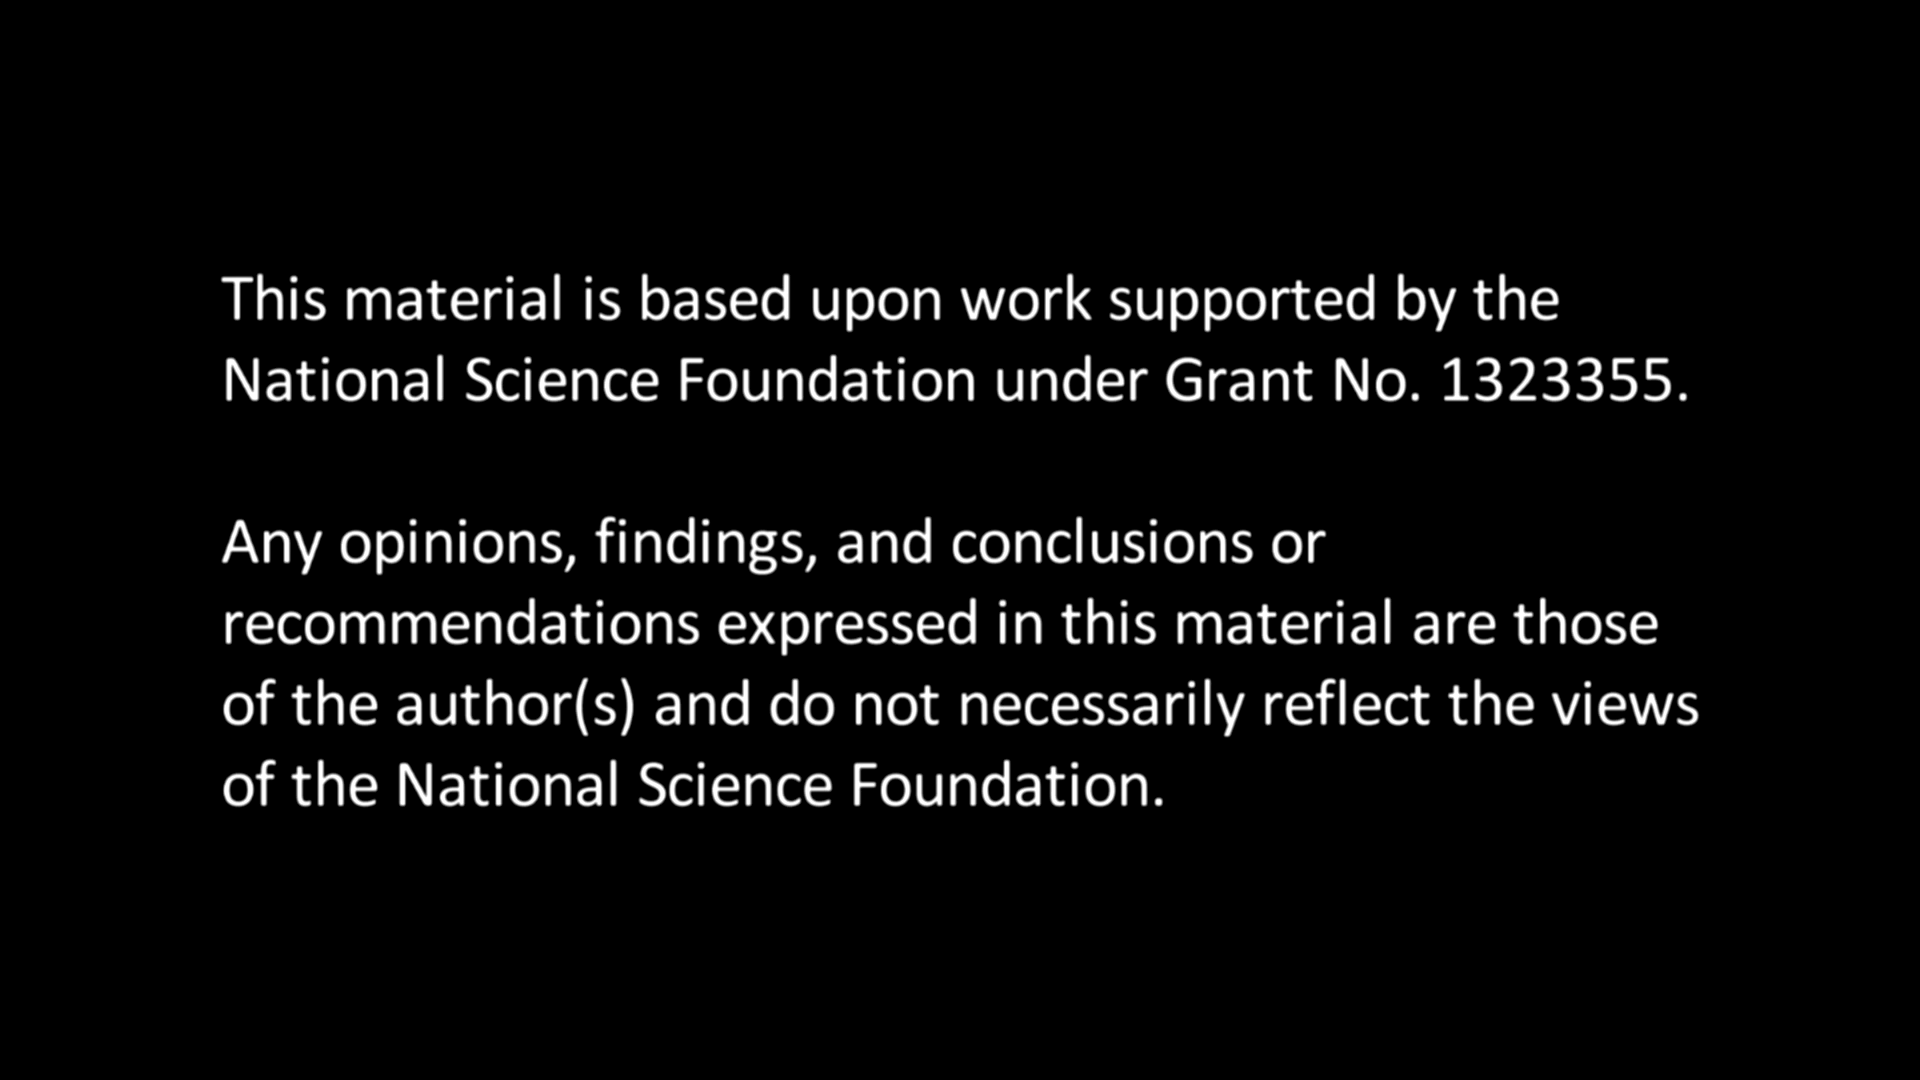 This material is based upon work supported by the
National Science Foundation under Grant No. 1323355.
Any opinions, findings, and conclusions or
recommendations expressed in this material are those
of the author(s) and do not necessarily reflect the views
of the National Science Foundation.